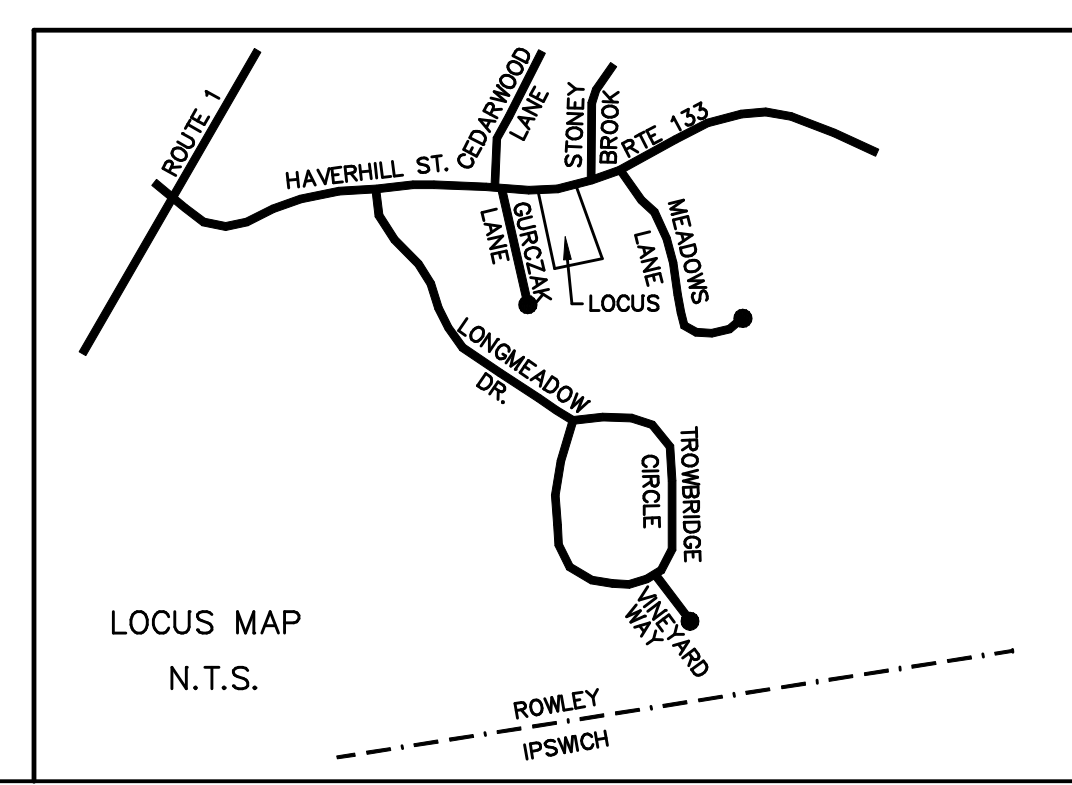 ROUTE 1
HAVERHILL ST.
CEDARWOOD
LANE
STONEY
BROOK
RTE 133
GURCZAK
LANE
MEADOWS
LANE
LOCUS
LONGMEADOW
DR.
TROWBRIDGE
CIRCLE
VINEYARD
WAY
LOCUS MAP
N.T.S.
ROWLEY
IPSWICH